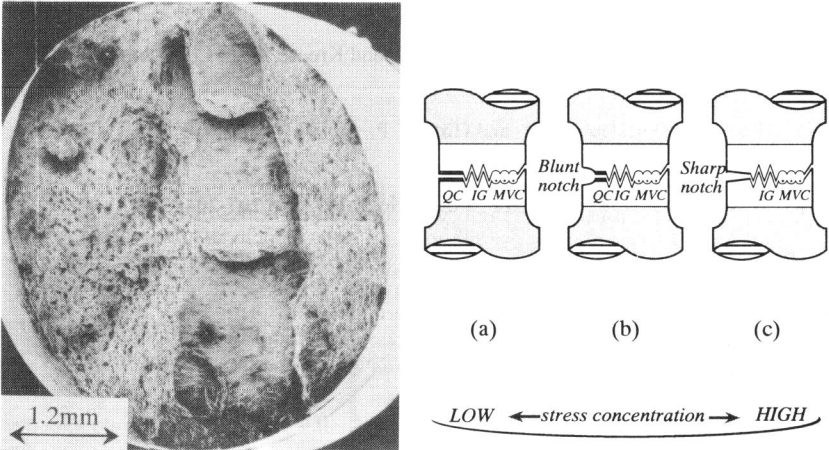 1.2mm
Blunt
notch
Sharp
notch
QC IG MVC
QC IG MVC
IG MVC
(a) (b) (c)
LOW stress concentration HIGH